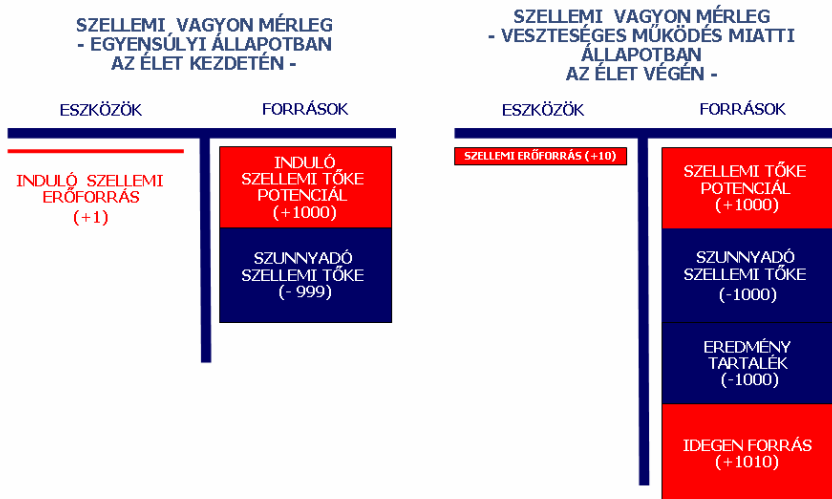 SZELLEMI VAGYON MÉRLEG
- EGYENSÚLYI ÁLLAPOTBAN
AZ ÉLET KEZDETÉN -
ESZKÖZÖK
FORRÁSOK
INDULÓ SZELLEMI
ERŐFORRÁS
(+1)
INDULÓ
SZELLEMI TŐKE
POTENCIÁL
(+1000)
SZUNNYADÓ
SZELLEMI TŐKE
(- 999)
SZELLEMI VAGYON MÉRLEG
- VESZTESÉGES MŰKÖDÉS MIATTI
ÁLLAPOTBAN
AZ ÉLET VÉGÉN -
ESZKÖZÖK
FORRÁSOK
SZELLEMI ERŐFORRÁS (+10)
SZELLEMI TŐKE
POTENCIÁL
(+1000)
SZUNNYADÓ
SZELLEMI TŐKE
(-1000)
EREDMÉNY
TARTALÉK
(-1000)
IDEGEN FORRÁS
(+1010)